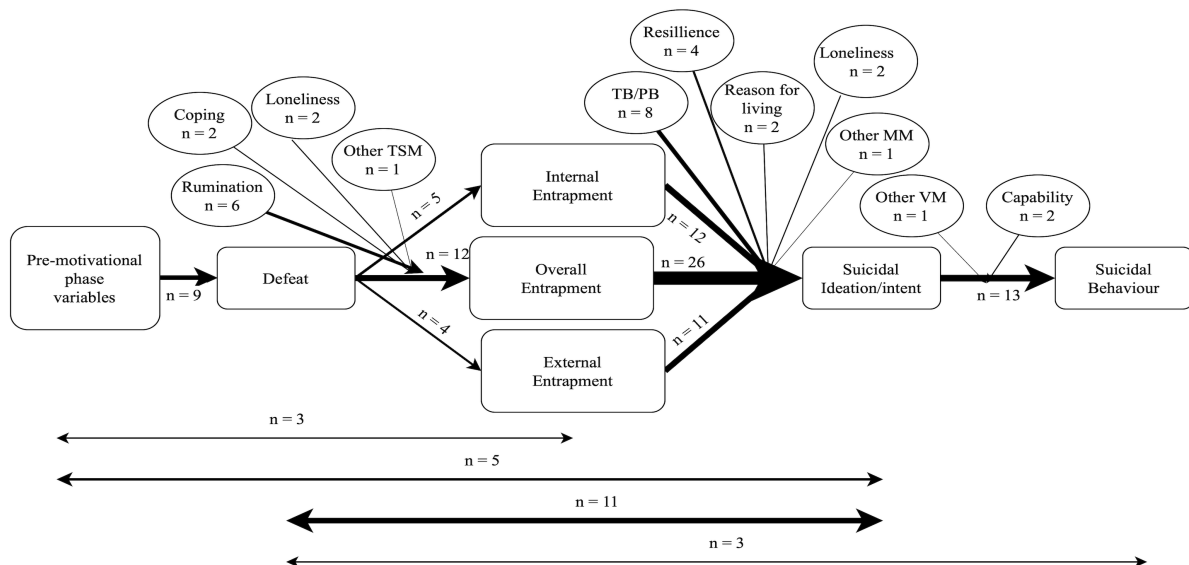 Resillience
n = 4
Loneliness
n = 2
TB/PB
n = 8
Reason for
living
n = 2
Loneliness
n = 2
Coping
n = 2
Other TSM
n = 1
Other MM
n = 1
Rumination
n = 6
Internal
Entrapment
Other VM
n = 1
Capability
n = 2
n = 5
n = 12
Pre-motivational
phase
variables
n = 9
Defeat
n = 12
Overall
Entrapment
n = 26
Suicidal
Ideation/intent
n = 13
Suicidal
Behaviour
n = 4
n = 11
External
Entrapment
n = 3
n = 5
n = 11
n = 3